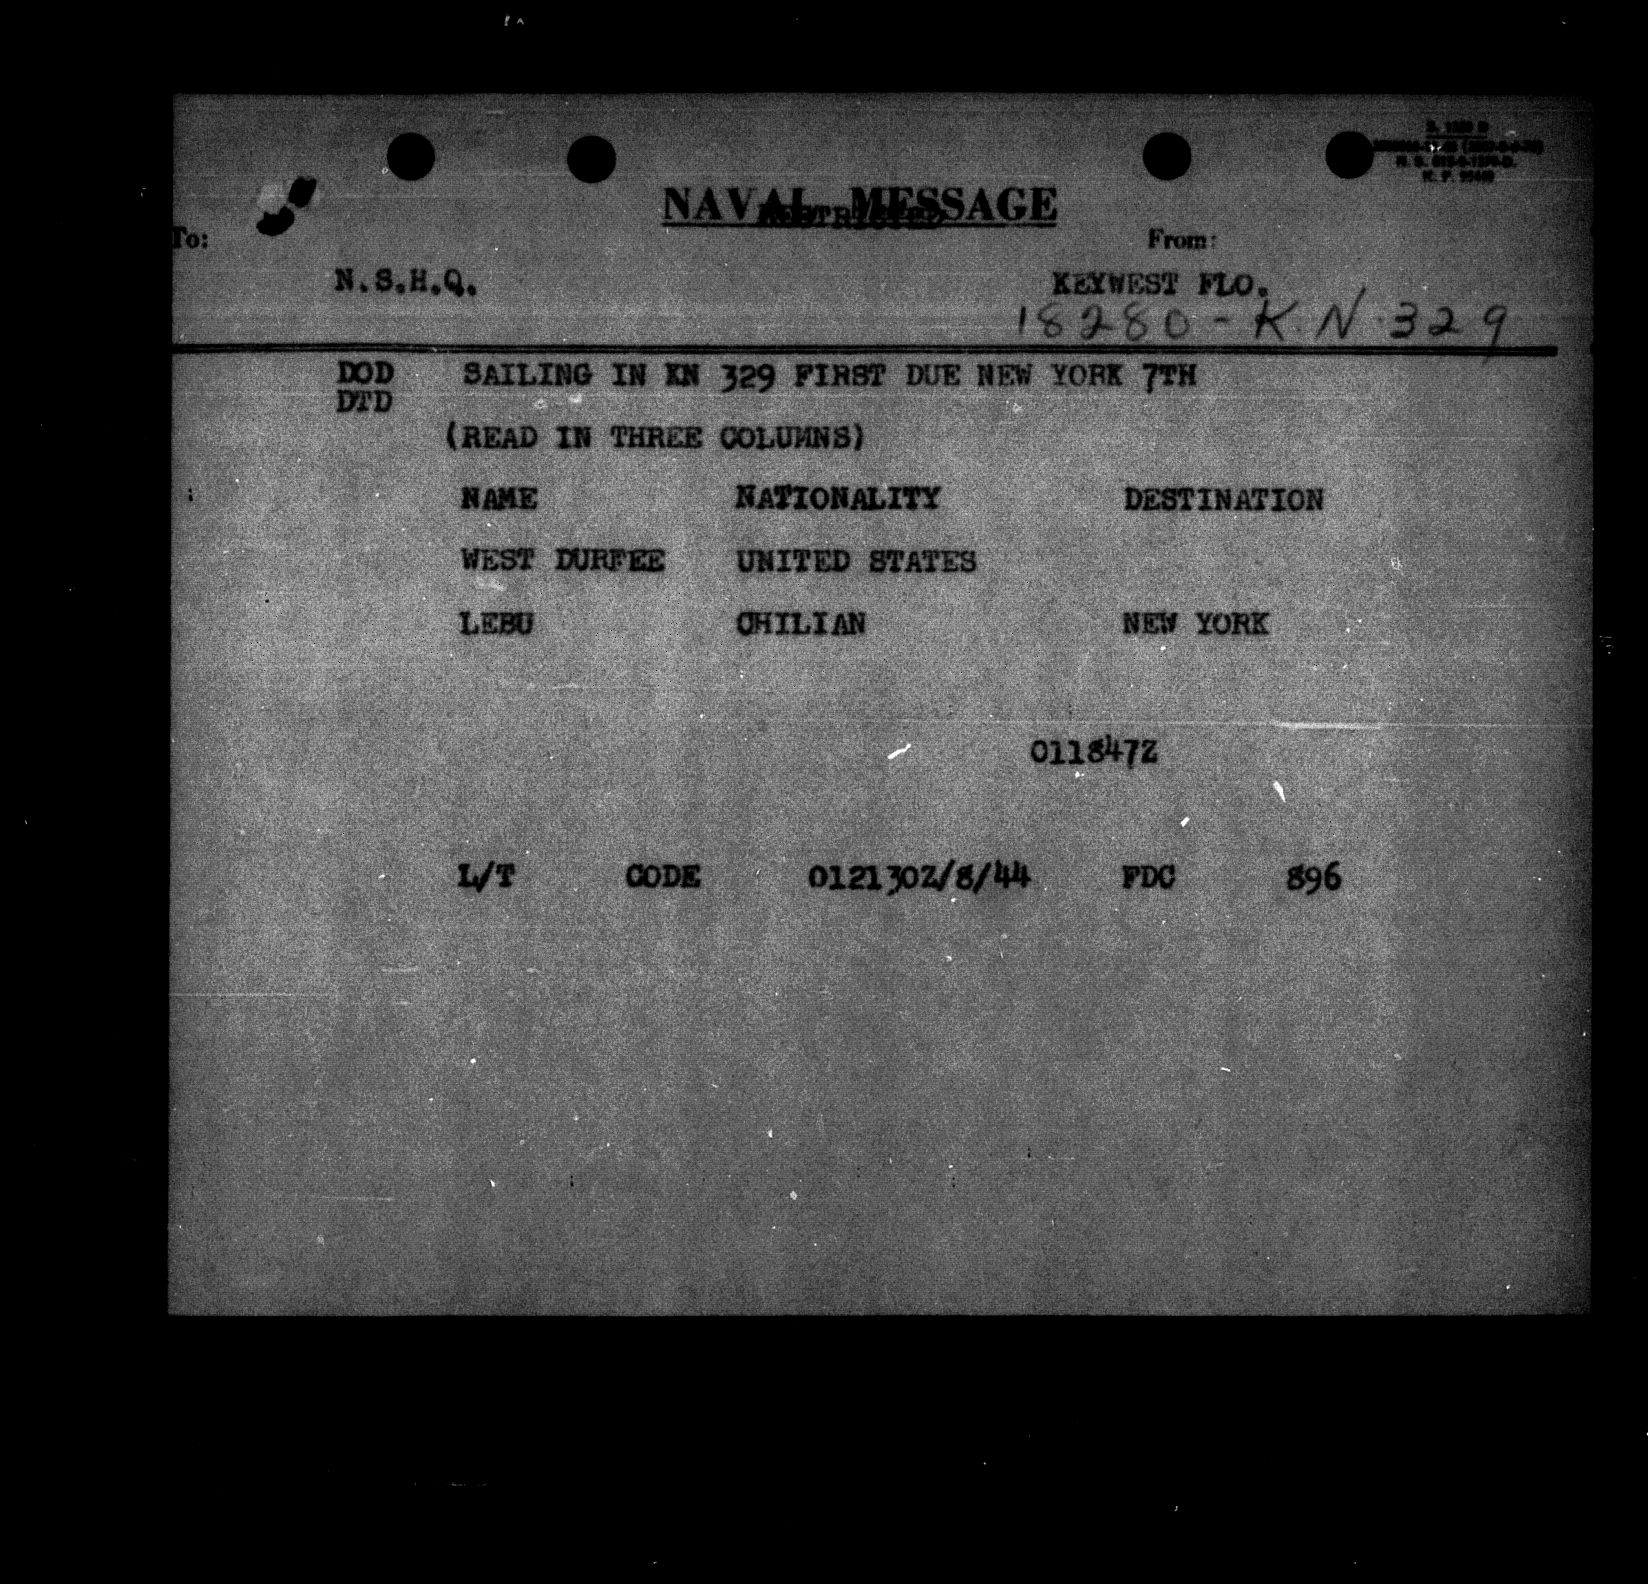 NAVAL MESSAGE
RESTRICTED
To:
From:
N.S.H.Q.
KEYWEST FLO.
18280-K.N.329
DOD SAILING IN KN 329 FIRST DUE NEW YORK 7TH
DTD
(READ IN THREE COLUMNS)
NAME NATIONALITY DESTINATION
WEST DURFEE UNITED STATES
LEBU CHILIAN NEW YORK
011847Z
L/T CODE 012130Z/8/44 FDC 896